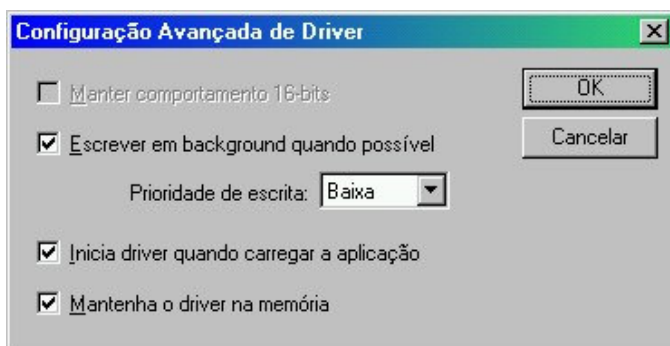 Configuração Avançada de Driver
Manter comportamento 16-bits
OK
Escrever em background quando possível
Cancelar
Prioridade de escrita: Baixa
Inicia driver quando carregar a aplicação
Mantenha o driver na memória